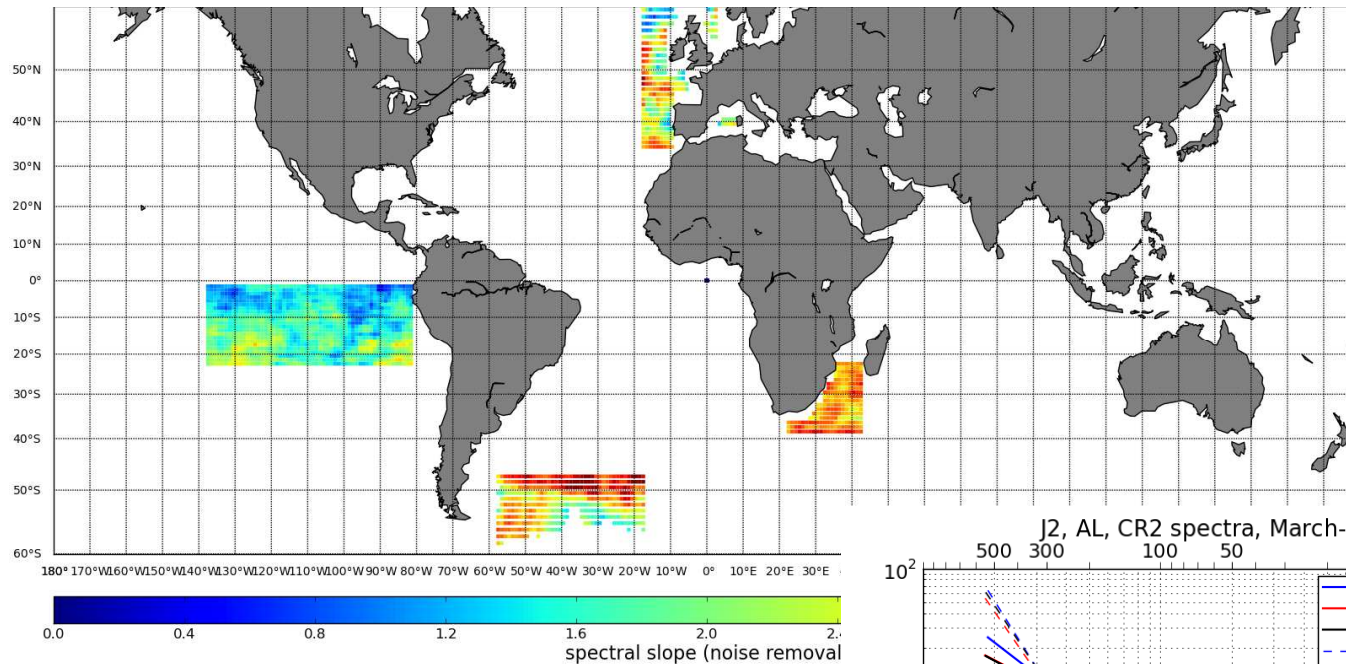 50°N
40°N
30°N
20°N
10°N
0°
10°S
20°S
30°S
40°S
50°S
60°S
180° 170°W 160°W 150°W 140°W 130°W 120°W 110°W 100°W 90°W 80°W 70°W 60°W 50°W 40°W 30°W 20°W 10°W 0° 10°E 20°E 30°E
0.0 0.4 0.8 1.2 1.6 2.0 2.4
spectral slope (noise removal
J2, AL, CR2 spectra, March-
500 300 100 50
10²